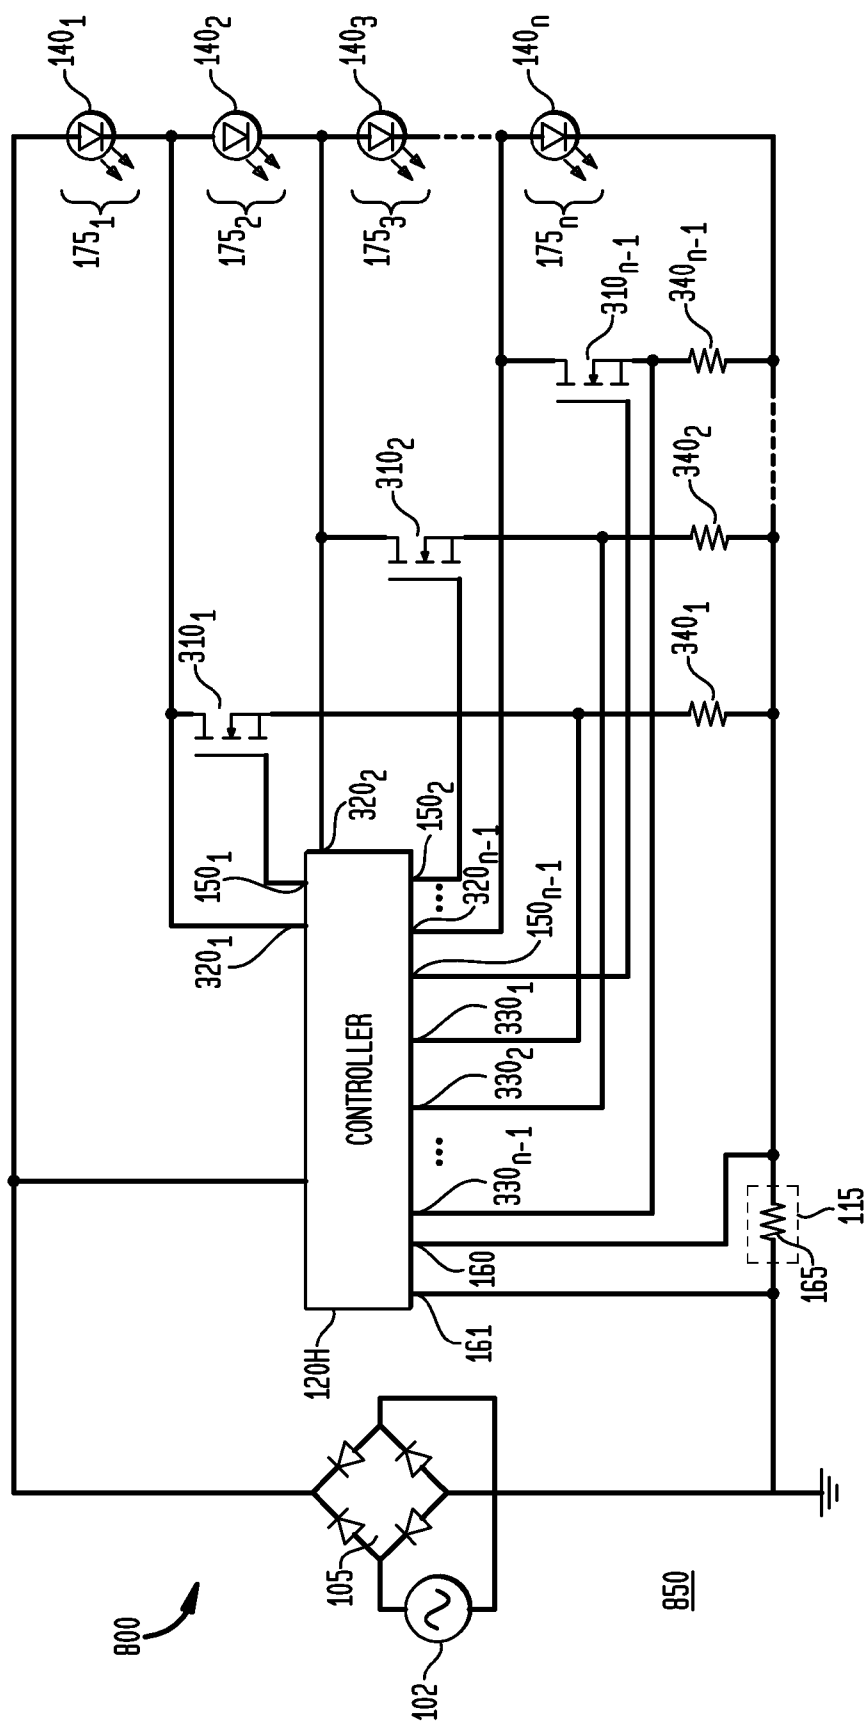 140₁
140₂
140₃
140ₙ
175₁
175₂
175₃
175ₙ
310₁
310₂
310ₙ₋₁
340₁
340₂
340ₙ₋₁
320₁
150₁
320₂
150₂
...
320ₙ₋₁
150ₙ₋₁
330₁
330₂
...
330ₙ₋₁
160
161
CONTROLLER
120H
115
165
105
102
800
850